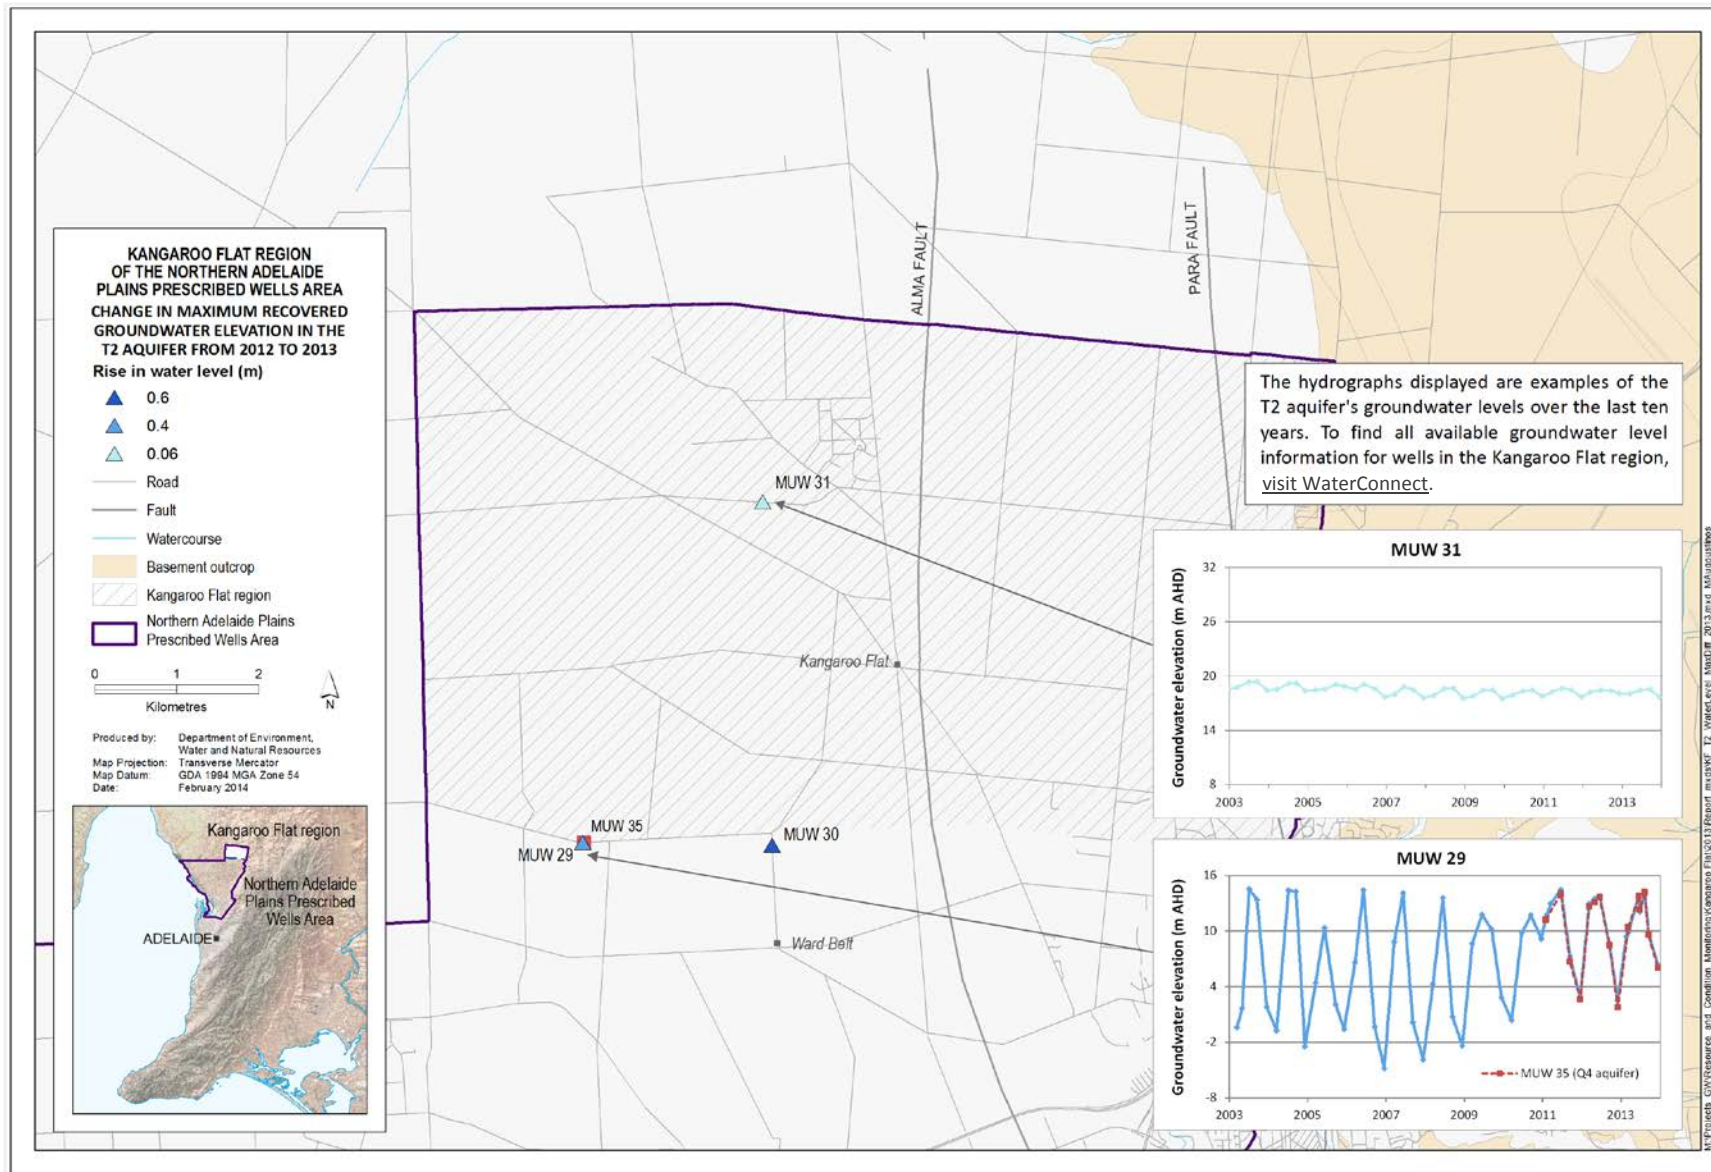 KANGAROO FLAT REGION
OF THE NORTHERN ADELAIDE
PLAINS PRESCRIBED WELLS AREA
CHANGE IN MAXIMUM RECOVERED
GROUNDWATER ELEVATION IN THE
T2 AQUIFER FROM 2012 TO 2013
Rise in water level (m)
0.6
0.4
0.06
Road
Fault
Watercourse
Basement outcrop
Kangaroo Flat region
Northern Adelaide Plains
Prescribed Wells Area
0 1 2
Kilometres
N
Produced by: Department of Environment,
Water and Natural Resources
Map Projection: Transverse Mercator
Map Datum: GDA 1994 MGA Zone 54
Date: February 2014
Kangaroo Flat region
Northern Adelaide
Plains Prescribed
Wells Area
ADELAIDE
ALMA FAULT
PARA FAULT
MUW 31
Kangaroo Flat
MUW 35
MUW 29
MUW 30
Ward Belt
The hydrographs displayed are examples of the
T2 aquifer's groundwater levels over the last ten
years. To find all available groundwater level
information for wells in the Kangaroo Flat region,
visit WaterConnect.
MUW 31
Groundwater elevation (m AHD)
32
26
20
14
8
2003 2005 2007 2009 2011 2013
MUW 29
Groundwater elevation (m AHD)
16
10
4
-2
-8
MUW 35 (Q4 aquifer)
2003 2005 2007 2009 2011 2013